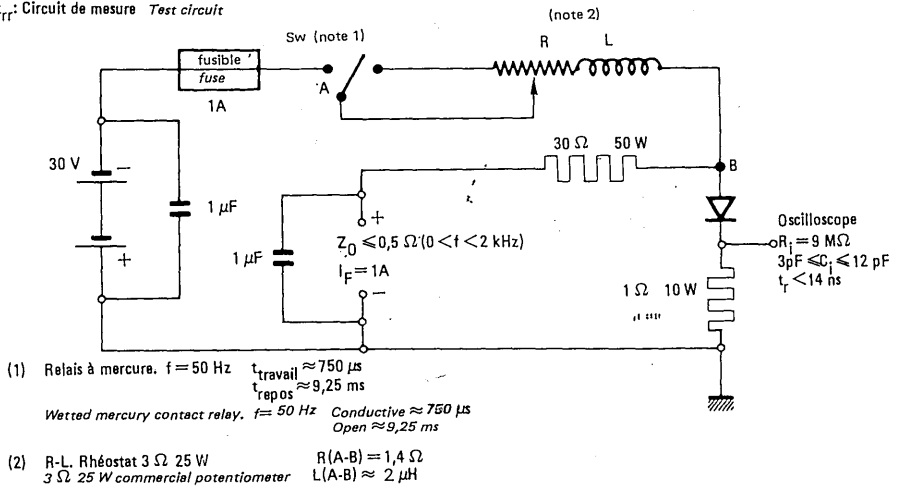 trr: Circuit de mesure Test circuit
(note 2)
Sw (note 1)
R L
fusible
fuse
1A
A
30 Ω 50 W
B
30 V
−
+
1 μF
1 μF
+
Z0 ⩽0,5 Ω (0<f<2 kHz)
IF=1A
−
Oscilloscope
Ri=9 MΩ
3pF ⩽Ci⩽12 pF
tr<14 ns
1 Ω 10 W
(1) Relais à mercure. f=50 Hz ttravail≈750 μs
trepos≈9,25 ms
Wetted mercury contact relay. f= 50 Hz Conductive ≈ 750 μs
Open ≈9,25 ms
(2) R-L. Rhéostat 3 Ω 25 W R(A-B)=1,4 Ω
3 Ω 25 W commercial potentiometer L(A-B)≈ 2 μH